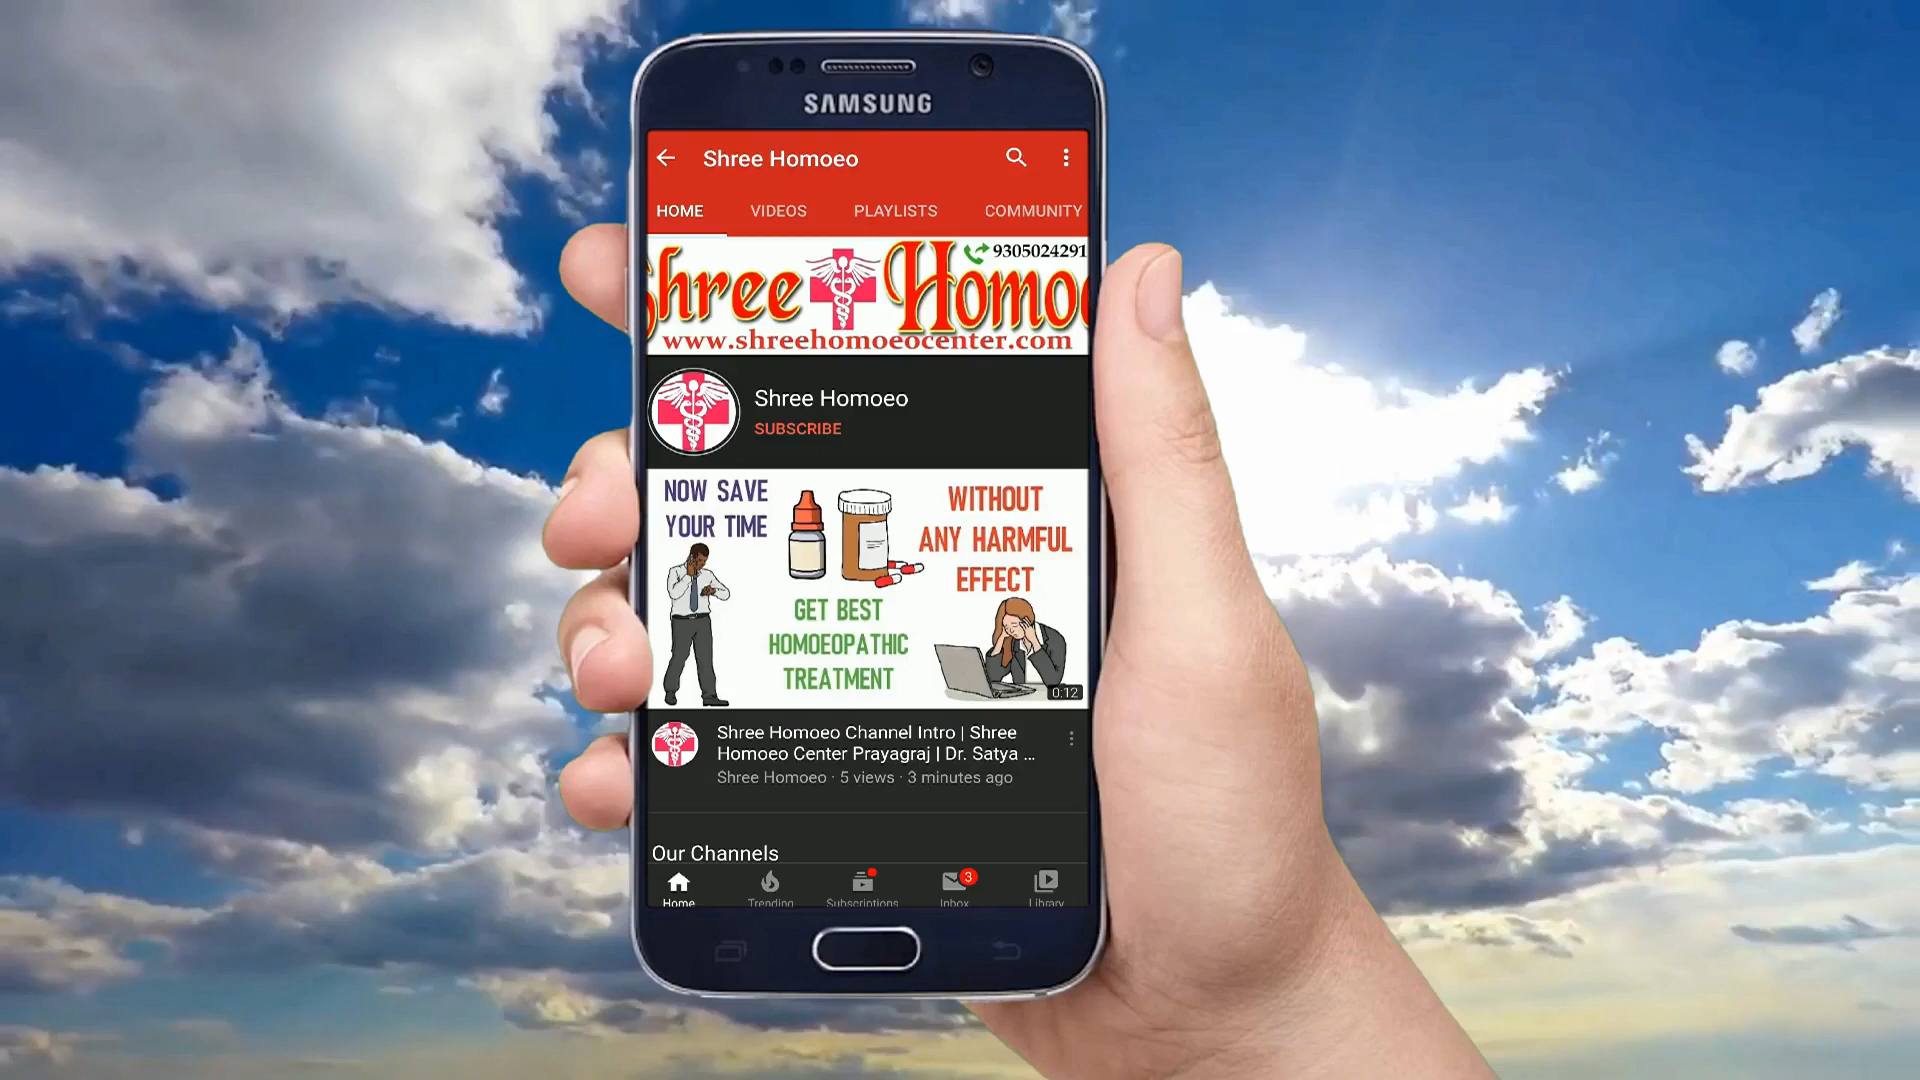 SAMSUNG
Shree Homoeo
HOME VIDEOS PLAYLISTS COMMUNITY
9305024291
Shree Homoe
www.shreehomoeocenter.com
Shree Homoeo
SUBSCRIBE
NOW SAVE
YOUR TIME
WITHOUT
ANY HARMFUL
EFFECT
GET BEST
HOMOEOPATHIC
TREATMENT
0:12
Shree Homoeo Channel Intro | Shree
Homoeo Center Prayagraj | Dr. Satya ...
Shree Homoeo · 5 views · 3 minutes ago
Our Channels
3
Home Trending Subscriptions Inbox Library